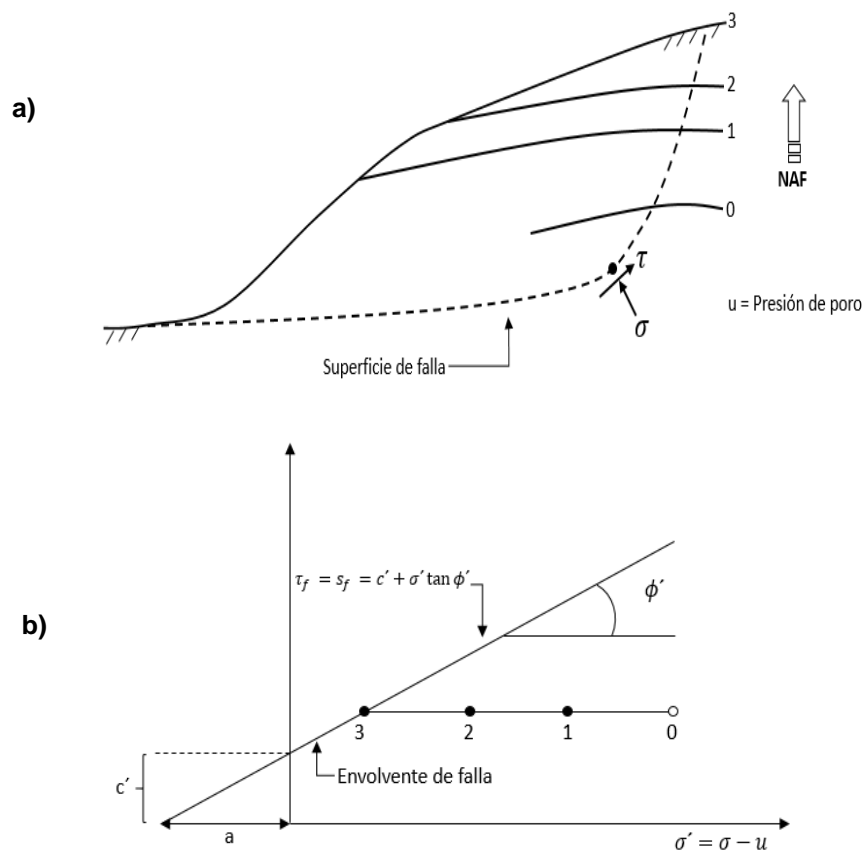 a)
3
2
1
NAF
0
τ
σ
u = Presión de poro
Superficie de falla
b)
τf = sf = c´ + σ´ tan ϕ´
ϕ´
3
2
1
0
Envolvente de falla
c´
a
σ´ = σ − u